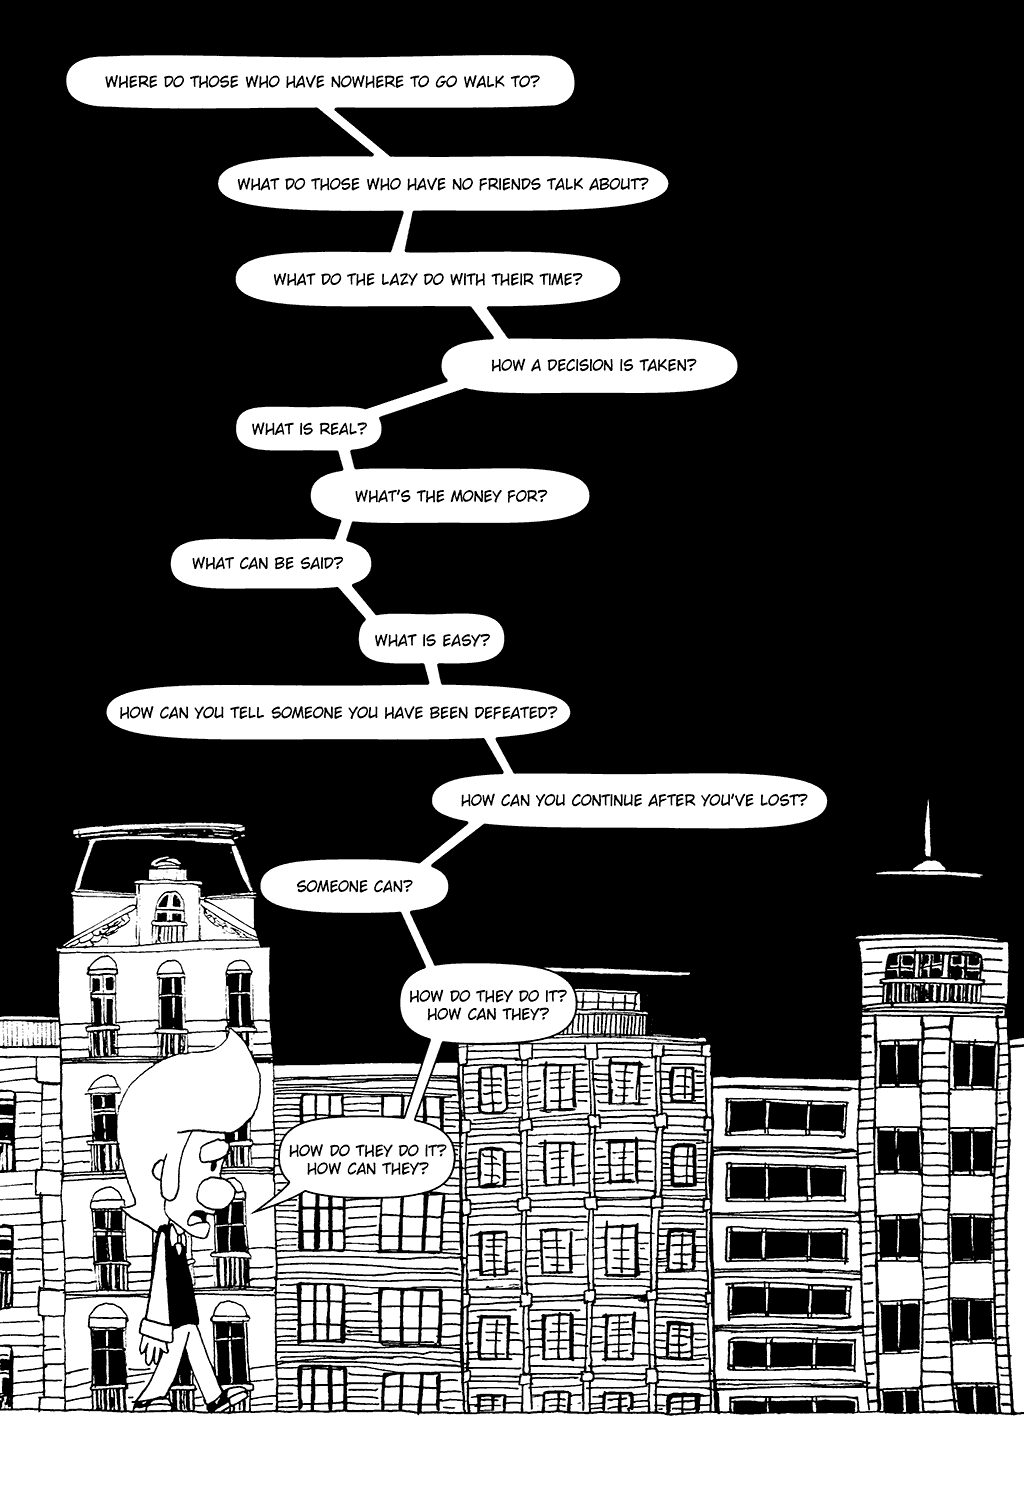 WHERE DO THOSE WHO HAVE NOWHERE TO GO WALK TO?
WHAT DO THOSE WHO HAVE NO FRIENDS TALK ABOUT?
WHAT DO THE LAZY DO WITH THEIR TIME?
HOW A DECISION IS TAKEN?
WHAT IS REAL?
WHAT'S THE MONEY FOR?
WHAT CAN BE SAID?
WHAT IS EASY?
HOW CAN YOU TELL SOMEONE YOU HAVE BEEN DEFEATED?
HOW CAN YOU CONTINUE AFTER YOU'VE LOST?
SOMEONE CAN?
HOW DO THEY DO IT?
HOW CAN THEY?
HOW DO THEY DO IT?
HOW CAN THEY?